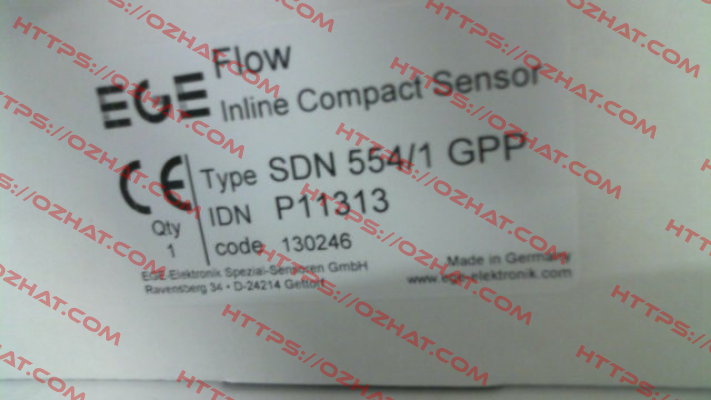 EGE Flow
Inline Compact Sensor
CE Type SDN 554/1 GPP
IDN P11313
Qty
1
code 130246
EGE-Elektronik Spezial-Sensoren GmbH
Ravensberg 34 • D-24214 Gettorf
Made in Germany
www.ege-elektronik.com
HTTPS://OZHAT.COM